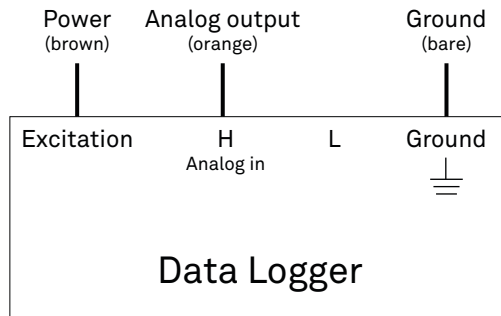 Power Analog output Ground
(brown) (orange) (bare)
Excitation H L Ground
Analog in
Data Logger